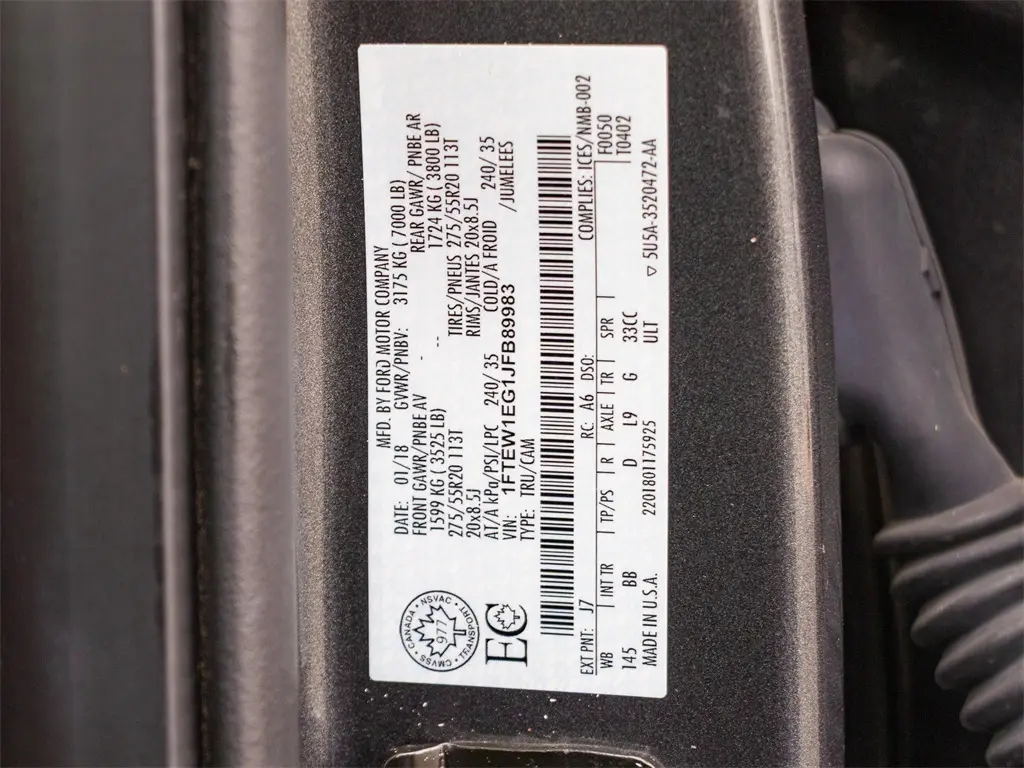 MFD. BY FORD MOTOR COMPANY
DATE: 01/18 GVWR/PNBV: 3175 KG ( 7000 LB)
FRONT GAWR/PNBE AV - REAR GAWR/ PNBE AR
1599 KG ( 3525 LB) -- 1724 KG ( 3800 LB)
275/55R20 113T TIRES/PNEUS 275/55R20 113T
20x8.5J RIMS/JANTES 20x8.5J
AT/A kPa/PSI/LPC 240/ 35 COLD/A FROID 240/ 35
VIN: 1FTEW1EG1JFB89983 /JUMELEES
TYPE: TRU/CAM
CANADA • NSVAC • TRANSPORT • CMVSS •
977
EC
COMPLIES: ICES/NMB-002
EXT PNT: J7 RC: A6 DSO: F0050
WB INT TR TP/PS R AXLE TR SPR T0402
145 BB D L9 G 33CC
MADE IN U.S.A. 220180117S925 ULT ▽ 5U5A-3520472-AA